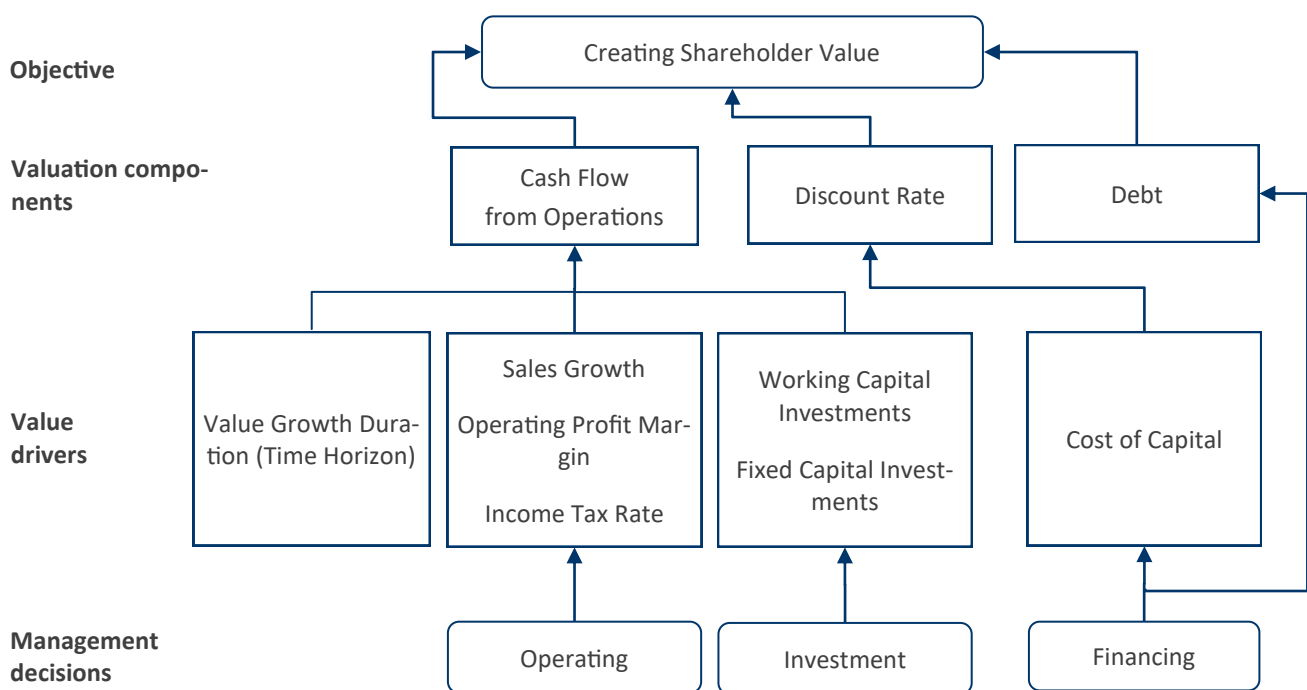 Creating Shareholder Value
Objective
Valuation compo-
nents
Cash Flow
from Operations
Discount Rate
Debt
Value
drivers
Value Growth Dura-
tion (Time Horizon)
Sales Growth
Operating Profit Mar-
gin
Income Tax Rate
Working Capital
Investments
Fixed Capital Invest-
ments
Cost of Capital
Management
decisions
Operating
Investment
Financing